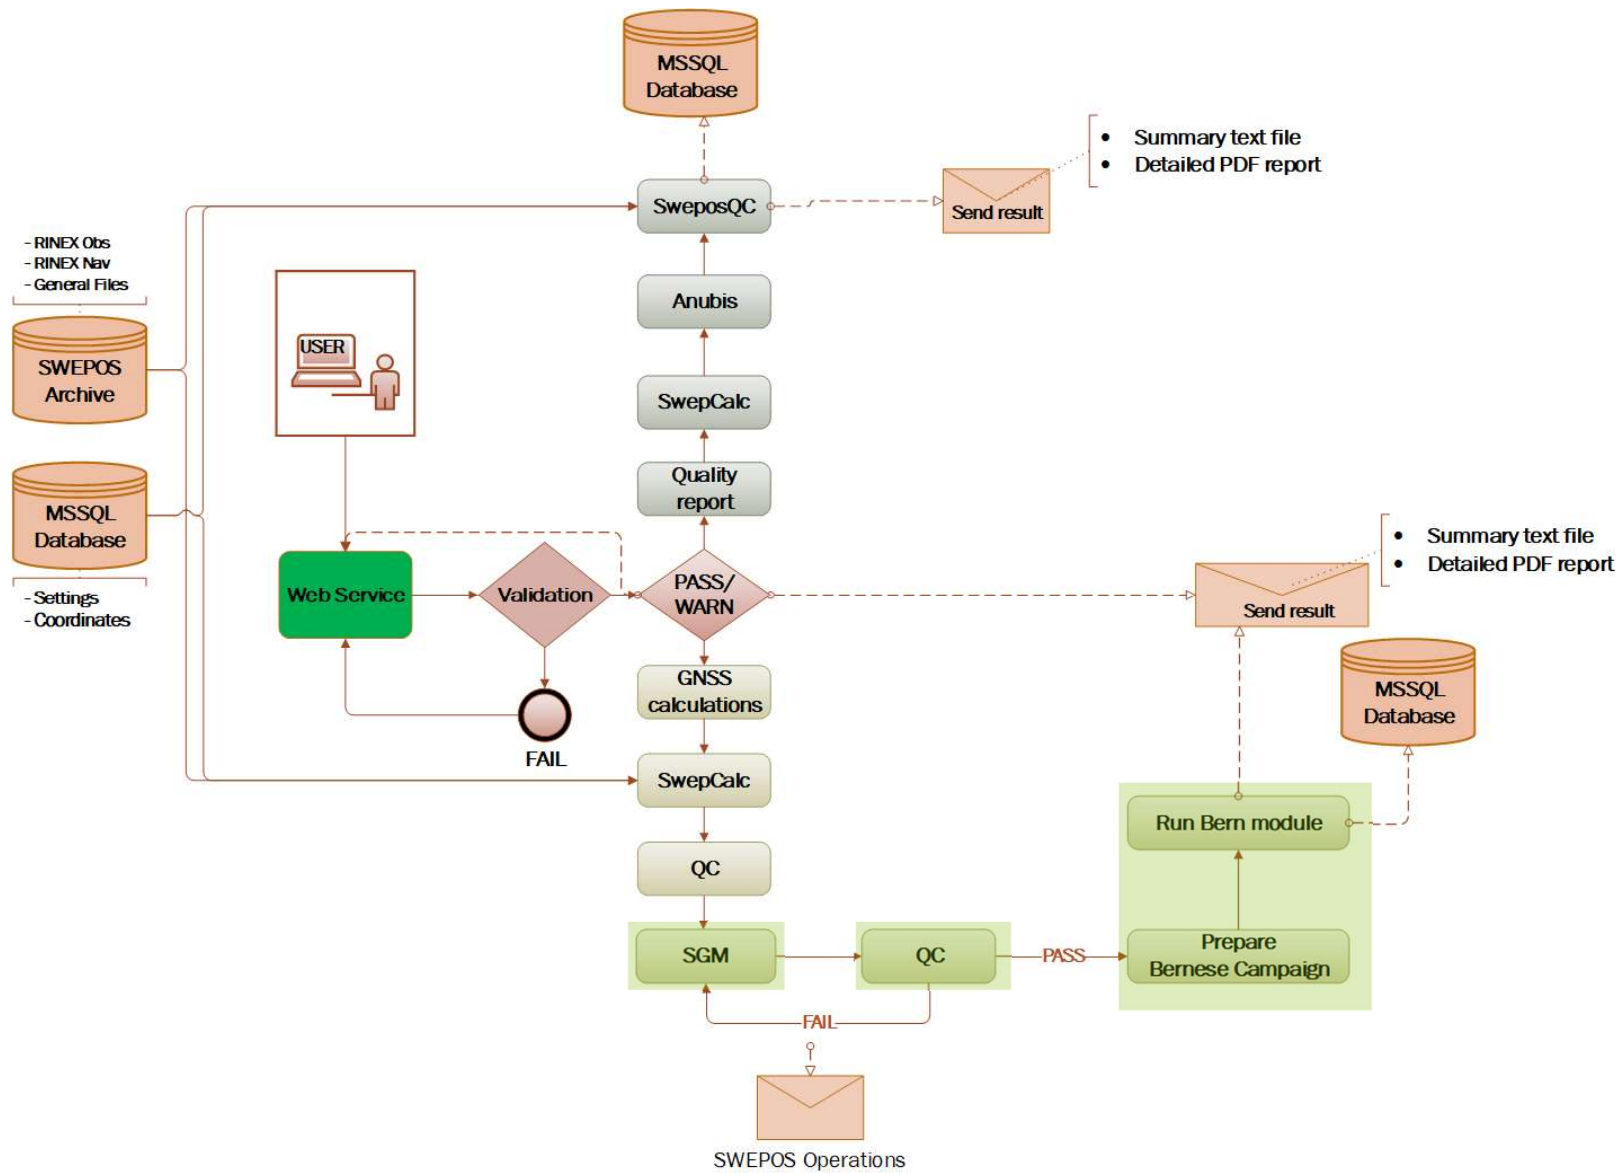 MSSQL
Database
• Summary text file
• Detailed PDF report
SweposQC
Send result
- RINEX Obs
- RINEX Nav
- General Files
Anubis
USER
SWEPOS
Archive
SwepCalc
Quality
report
MSSQL
Database
• Summary text file
• Detailed PDF report
Web Service
Validation
PASS/
WARN
- Settings
- Coordinates
Send result
GNSS
calculations
MSSQL
Database
FAIL
SwepCalc
Run Bern module
QC
SGM
QC
PASS
Prepare
Bernese Campaign
FAIL
SWEPOS Operations